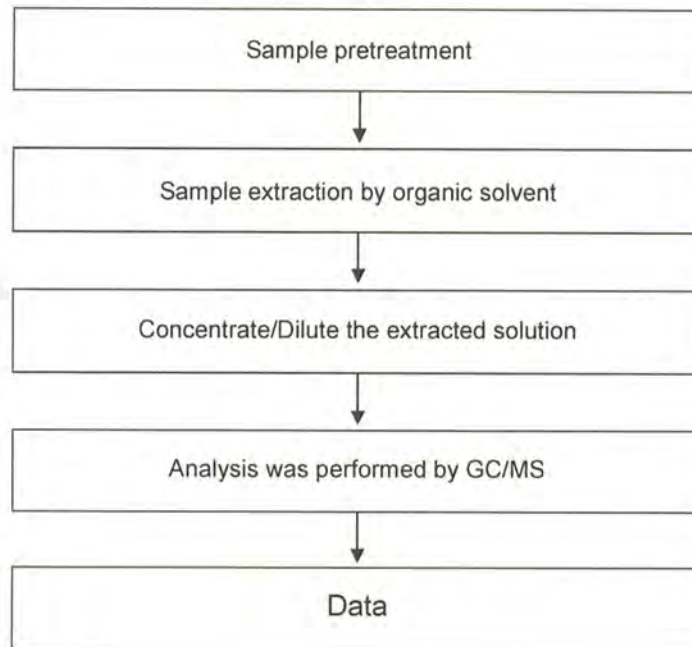 Sample pretreatment
Sample extraction by organic solvent
Concentrate/Dilute the extracted solution
Analysis was performed by GC/MS
Data